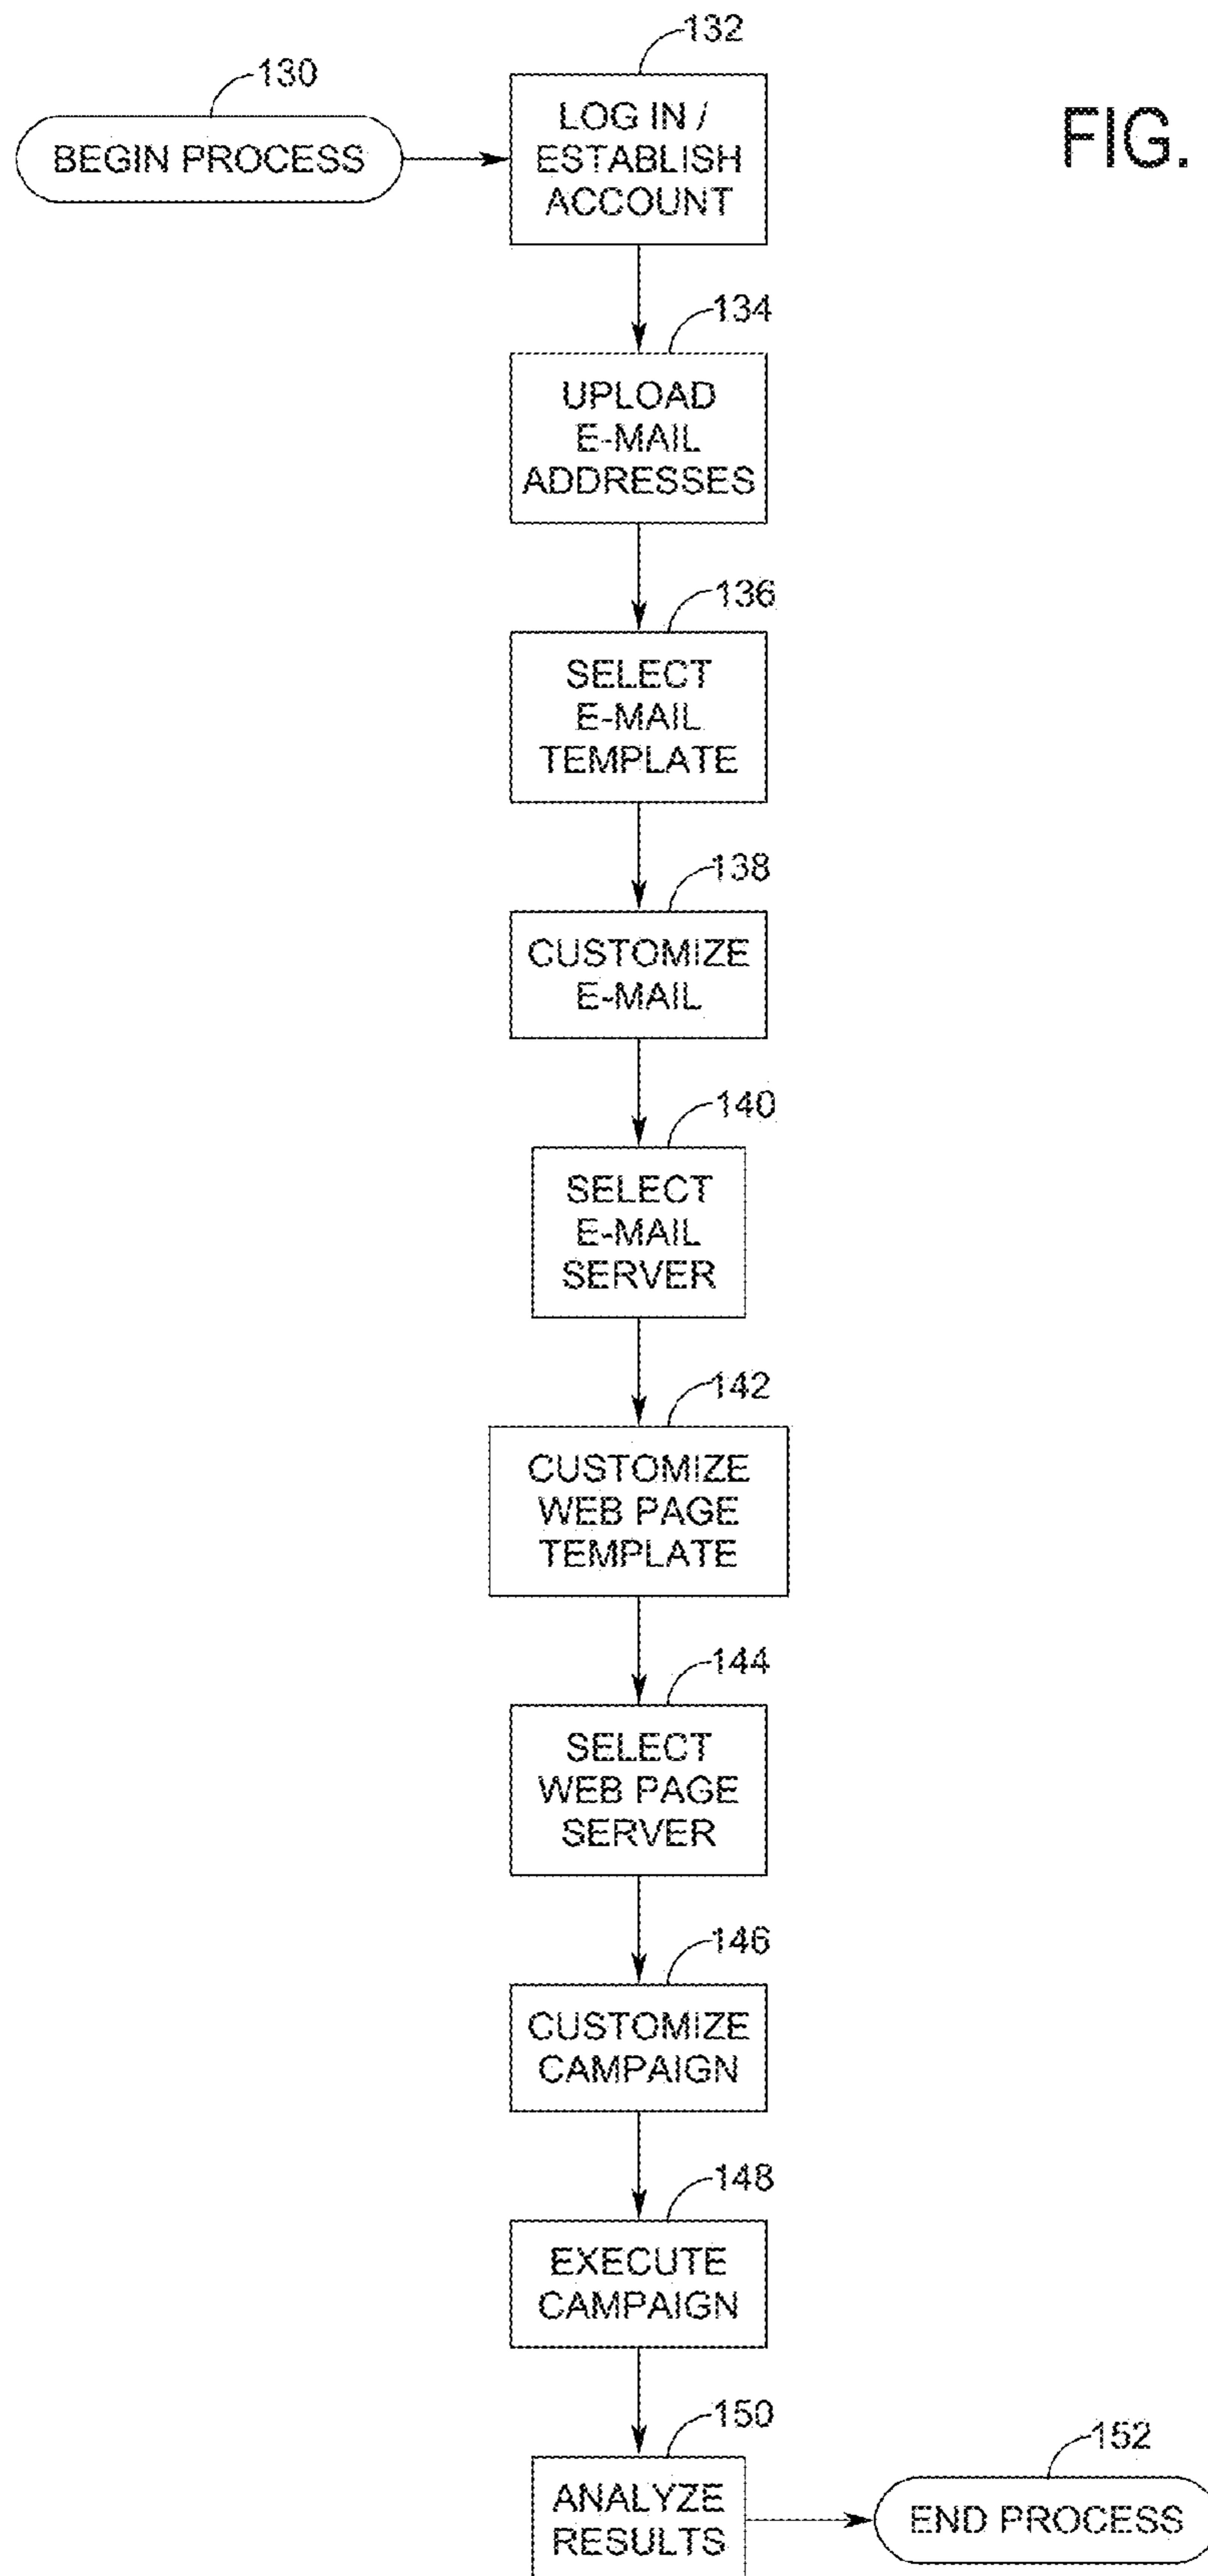 132
130
LOG IN /
ESTABLISH
ACCOUNT
BEGIN PROCESS
FIG.
134
UPLOAD
E-MAIL
ADDRESSES
136
SELECT
E-MAIL
TEMPLATE
138
CUSTOMIZE
E-MAIL
140
SELECT
E-MAIL
SERVER
142
CUSTOMIZE
WEB PAGE
TEMPLATE
144
SELECT
WEB PAGE
SERVER
146
CUSTOMIZE
CAMPAIGN
148
EXECUTE
CAMPAIGN
150
ANALYZE
RESULTS
152
END PROCESS